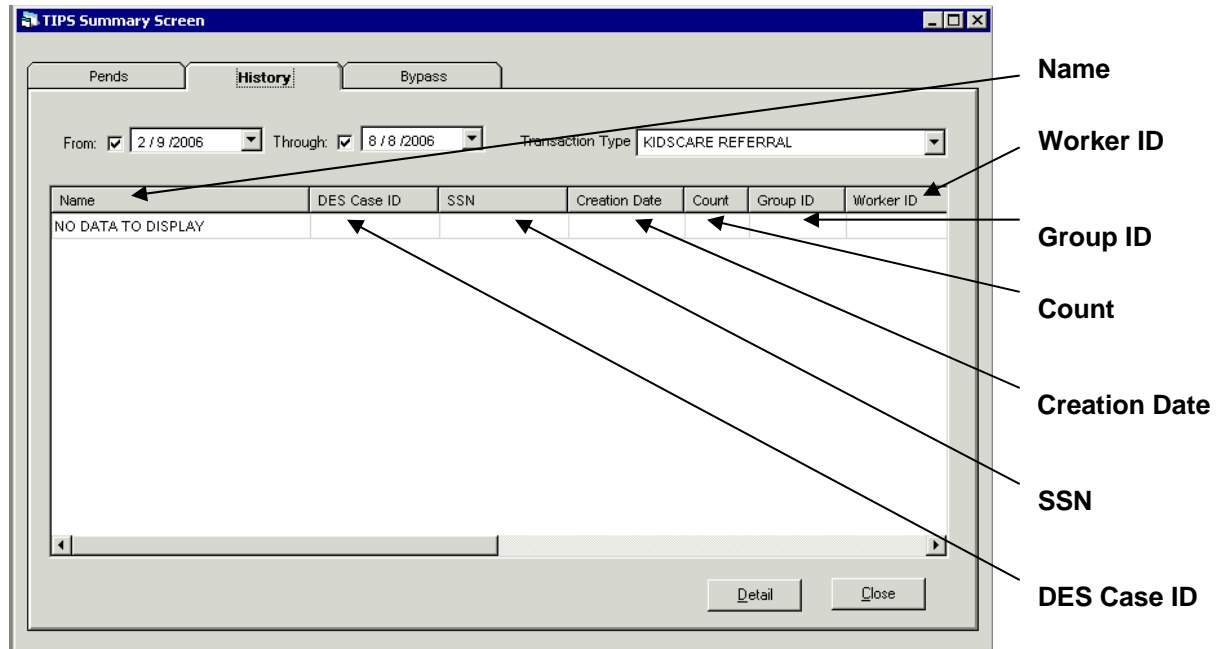 TIPS Summary Screen
Pends History Bypass
From: 2 / 9 /2006 Through: 8 / 8 /2006 Transaction Type KIDSCARE REFERRAL
Name DES Case ID SSN Creation Date Count Group ID Worker ID
NO DATA TO DISPLAY
Detail Close
Name
Worker ID
Group ID
Count
Creation Date
SSN
DES Case ID